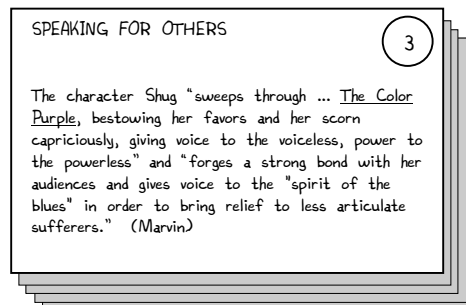 SPEAKING FOR OTHERS
3
The character Shug “sweeps through ... The Color
Purple, bestowing her favors and her scorn
capriciously, giving voice to the voiceless, power to
the powerless” and “forges a strong bond with her
audiences and gives voice to the "spirit of the
blues" in order to bring relief to less articulate
sufferers.” (Marvin)